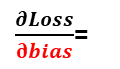 ∂Loss
∂bias =